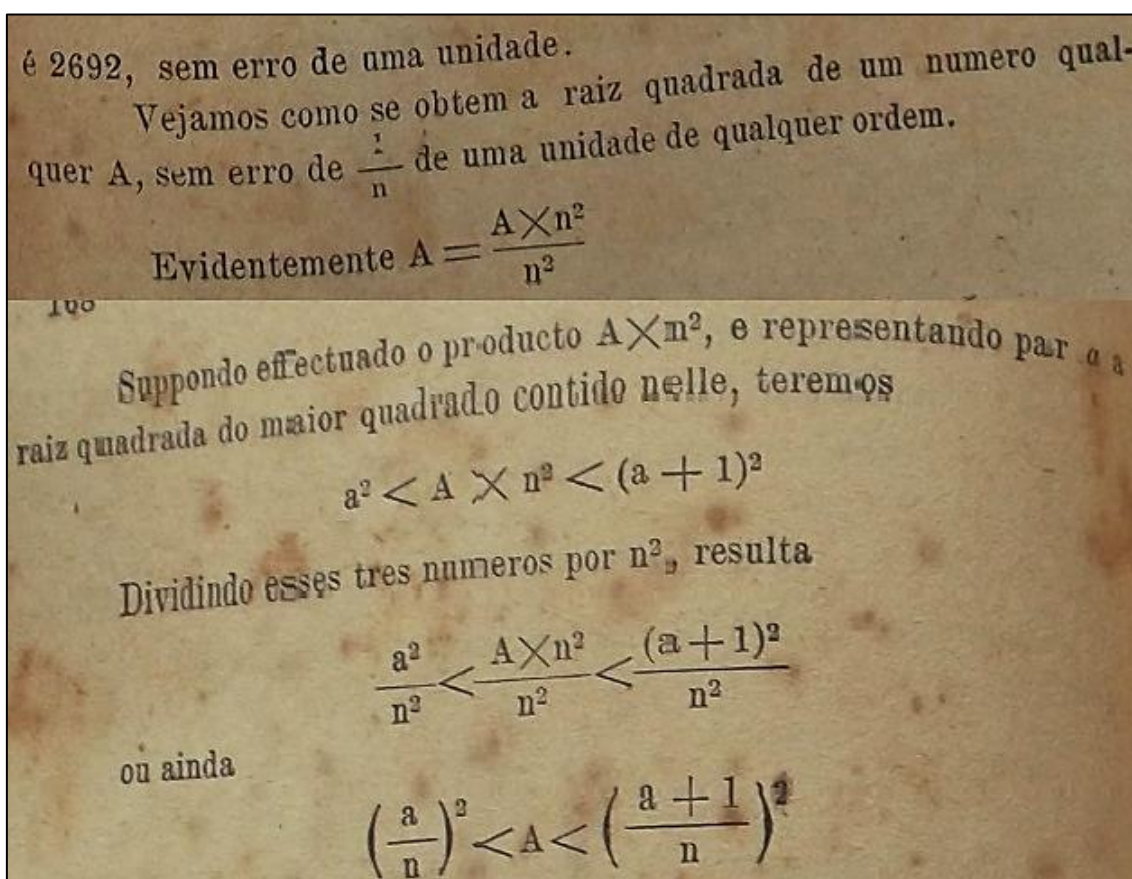 é 2692, sem erro de uma unidade.
Vejamos como se obtem a raiz quadrada de um numero qual-
quer A, sem erro de 1/n de uma unidade de qualquer ordem.
Evidentemente A = A×n²/n²
Suppondo effectuado o producto A×n², e representando par a a
raiz quadrada do maior quadrado contido nelle, teremos
a² < A × n² < (a + 1)²
Dividindo esses tres numeros por n², resulta
a²/n² < A×n²/n² < (a + 1)²/n²
ou ainda
(a/n)² < A < ((a + 1)/n)²